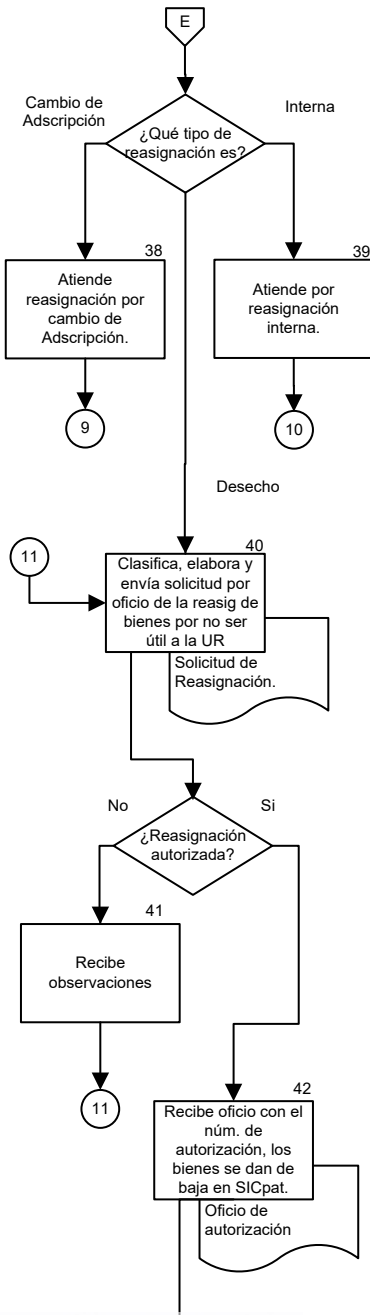 E
Cambio de
Adscripción
Interna
¿Qué tipo de
reasignación es?
38
Atiende
reasignación por
cambio de
Adscripción.
39
Atiende por
reasignación
interna.
9
10
Desecho
11
40
Clasifica, elabora y
envía solicitud por
oficio de la reasig de
bienes por no ser
útil a la UR
Solicitud de
Reasignación.
No
Si
¿Reasignación
autorizada?
41
Recibe
observaciones
11
42
Recibe oficio con el
núm. de
autorización, los
bienes se dan de
baja en SICpat.
Oficio de
autorización